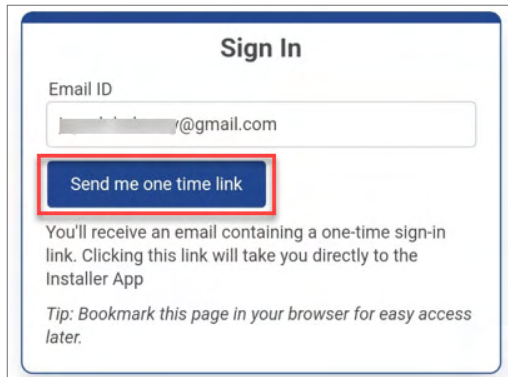 Sign In
Email ID
@gmail.com
Send me one time link
You'll receive an email containing a one-time sign-in
link. Clicking this link will take you directly to the
Installer App
Tip: Bookmark this page in your browser for easy access
later.